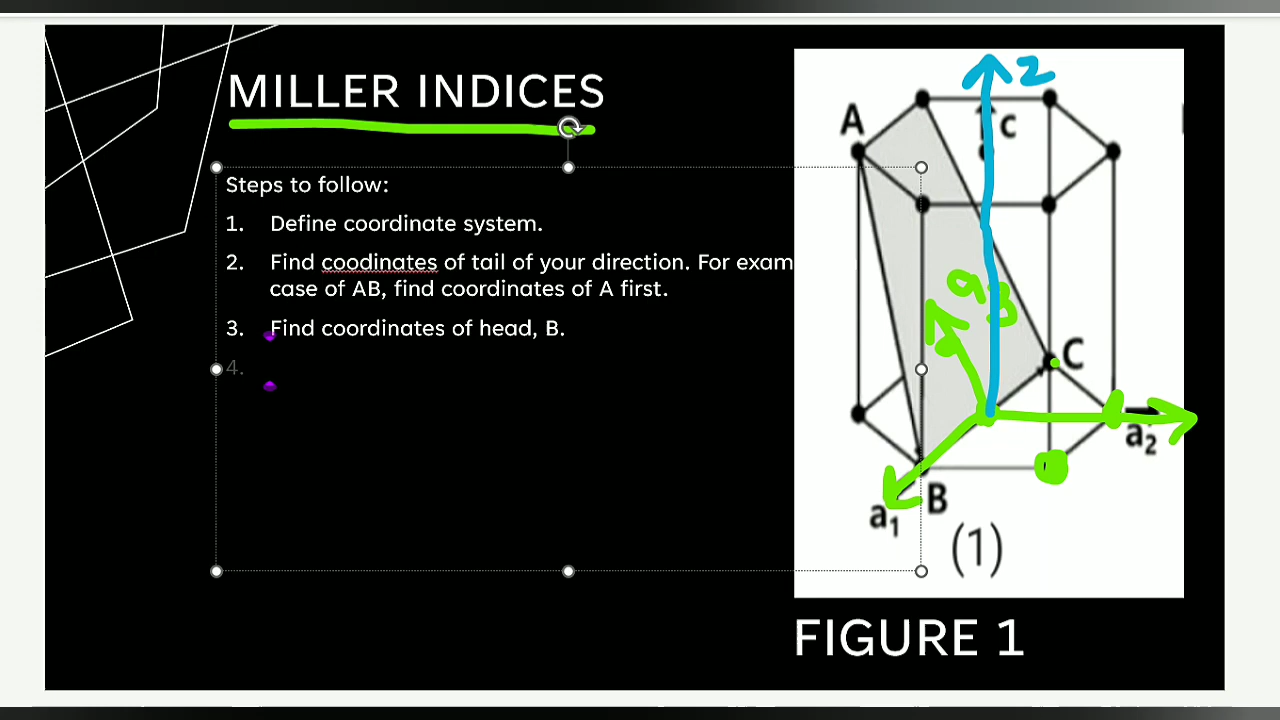 MILLER INDICES
Steps to follow:
1. Define coordinate system.
2. Find coodinates of tail of your direction. For exam
case of AB, find coordinates of A first.
3. Find coordinates of head, B.
4.
z
A
c
a3
C
a2
B
a1
(1)
FIGURE 1